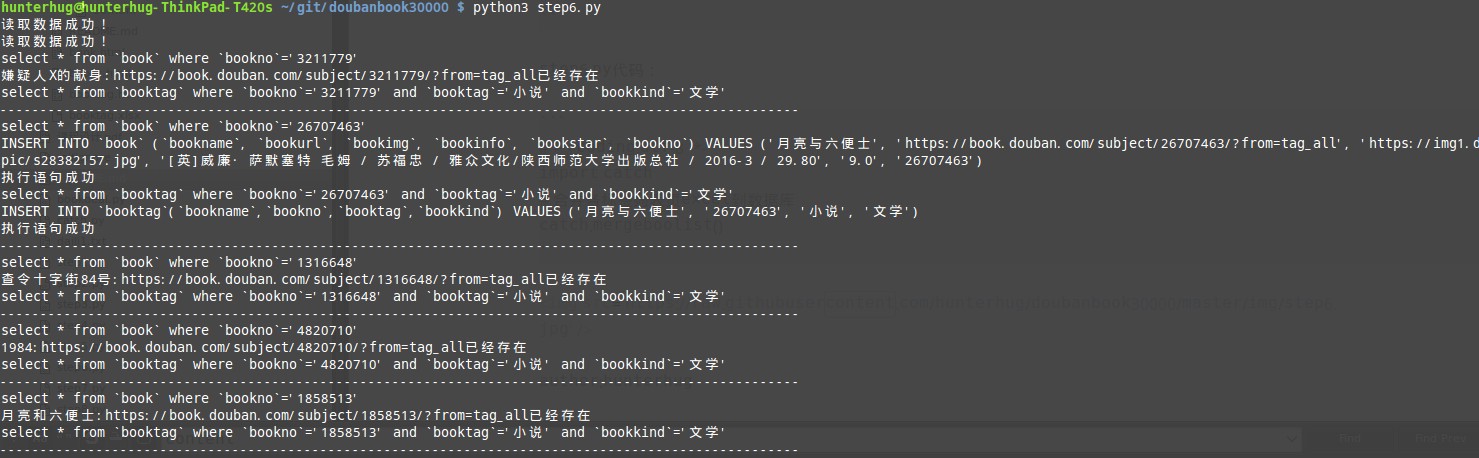 hunterhug@hunterhug-ThinkPad-T420s ~/git/doubanbook30000 $ python3 step6.py
读取数据成功！
读取数据成功！
select * from `book` where `bookno`='3211779'
嫌疑人X的献身:https://book.douban.com/subject/3211779/?from=tag_all已经存在
select * from `booktag` where `bookno`='3211779' and `booktag`='小说' and `bookkind`='文学'
----------------------------------------------------------------------------------------------------
select * from `book` where `bookno`='26707463'
INSERT INTO `book` (`bookname`, `bookurl`, `bookimg`, `bookinfo`, `bookstar`, `bookno`) VALUES ('月亮与六便士', 'https://book.douban.com/subject/26707463/?from=tag_all', 'https://img1.d
pic/s28382157.jpg', '[英]威廉· 萨默塞特 毛姆 / 苏福忠 / 雅众文化/陕西师范大学出版总社 / 2016-3 / 29.80', '9.0', '26707463')
执行语句成功
select * from `booktag` where `bookno`='26707463' and `booktag`='小说' and `bookkind`='文学'
INSERT INTO `booktag`(`bookname`,`bookno`,`booktag`,`bookkind`) VALUES ('月亮与六便士', '26707463', '小说', '文学')
执行语句成功
----------------------------------------------------------------------------------------------------
select * from `book` where `bookno`='1316648'
查令十字街84号:https://book.douban.com/subject/1316648/?from=tag_all已经存在
select * from `booktag` where `bookno`='1316648' and `booktag`='小说' and `bookkind`='文学'
----------------------------------------------------------------------------------------------------
select * from `book` where `bookno`='4820710'
1984:https://book.douban.com/subject/4820710/?from=tag_all已经存在
select * from `booktag` where `bookno`='4820710' and `booktag`='小说' and `bookkind`='文学'
----------------------------------------------------------------------------------------------------
select * from `book` where `bookno`='1858513'
月亮和六便士:https://book.douban.com/subject/1858513/?from=tag_all已经存在
select * from `booktag` where `bookno`='1858513' and `booktag`='小说' and `bookkind`='文学'
----------------------------------------------------------------------------------------------------